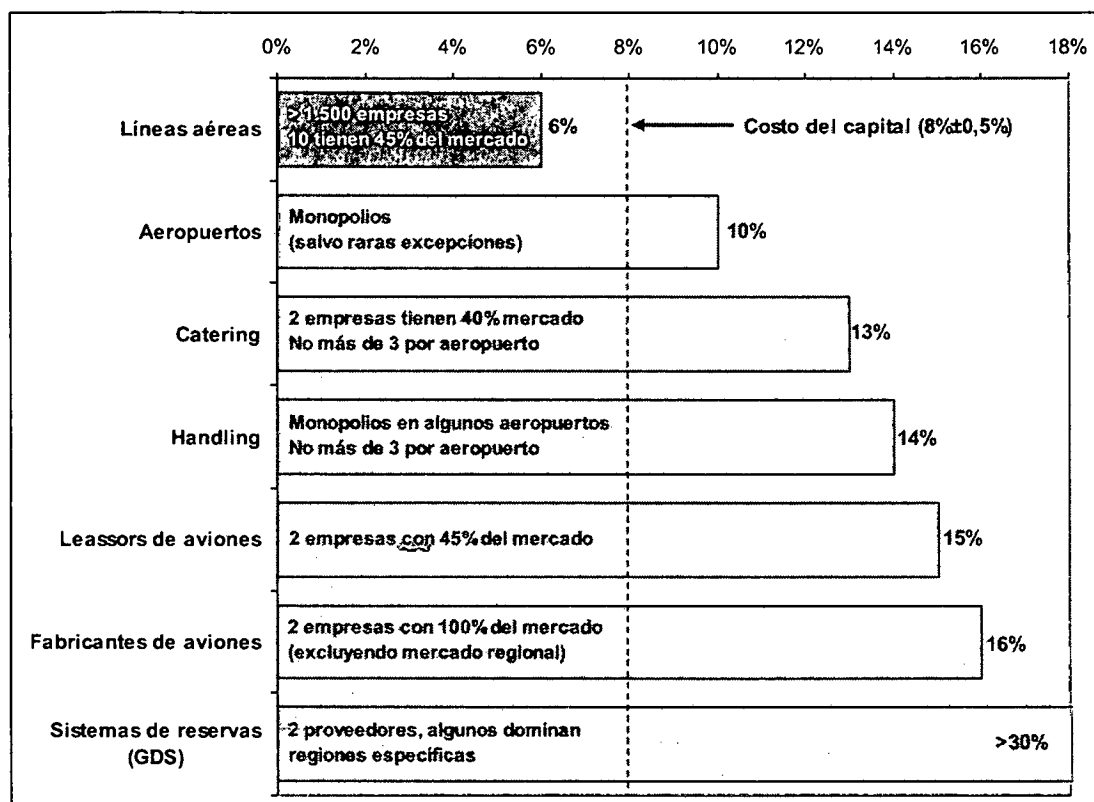 0% 2% 4% 6% 8% 10% 12% 14% 16% 18%
Líneas aéreas
> 1.500 empresas
10 tienen 45% del mercado
6%
Costo del capital (8%±0,5%)
Aeropuertos
Monopolios
(salvo raras excepciones)
10%
Catering
2 empresas tienen 40% mercado
No más de 3 por aeropuerto
13%
Handling
Monopolios en algunos aeropuertos
No más de 3 por aeropuerto
14%
Leassors de aviones
2 empresas con 45% del mercado
15%
Fabricantes de aviones
2 empresas con 100% del mercado
(excluyendo mercado regional)
16%
Sistemas de reservas
(GDS)
2 proveedores, algunos dominan
regiones específicas
>30%